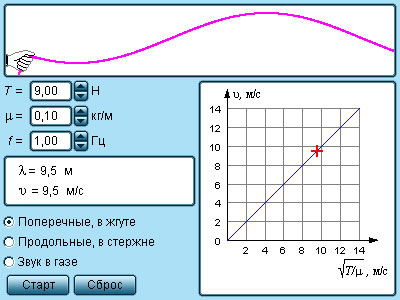 T = 9,00 Н
μ = 0,10 кг/м
f = 1,00 Гц
λ = 9,5 м
υ = 9,5 м/с
Поперечные, в жгуте
Продольные, в стержне
Звук в газе
Старт Сброс
υ, м/с
14
12
10
8
6
4
2
0
2 4 6 8 10 12 14
√T/μ , м/с